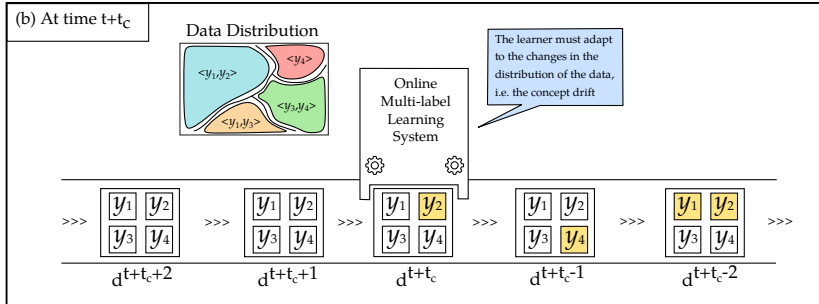 (b) At time t+t_c
Data Distribution
<y₁,y₂>
<y₄>
<y₃,y₄>
<y₁,y₃>
Online
Multi-label
Learning
System
The learner must adapt
to the changes in the
distribution of the data,
i.e. the concept drift
>>> y₁ y₂ >>> y₁ y₂ >>> y₁ y₂ >>> y₁ y₂ >>> y₁ y₂ >>>
y₃ y₄ y₃ y₄ y₃ y₄ y₃ y₄ y₃ y₄
d^t+t_c+2 d^t+t_c+1 d^t+t_c d^t+t_c-1 d^t+t_c-2